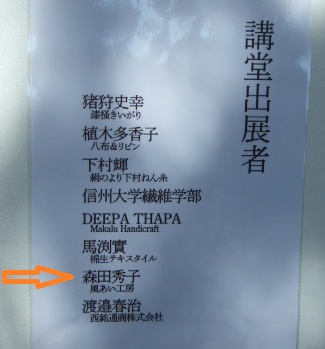 講堂出展者
猪狩史幸
漆掻きいがり
植木多香子
八布&リビン
下村輝
絹のより下村ねん糸
信州大学繊維学部
DEEPA THAPA
Makalu Handicraft
馬渕實
棉生テキスタイル
森田秀子
風あい工房
渡邉春治
西銘通商株式会社